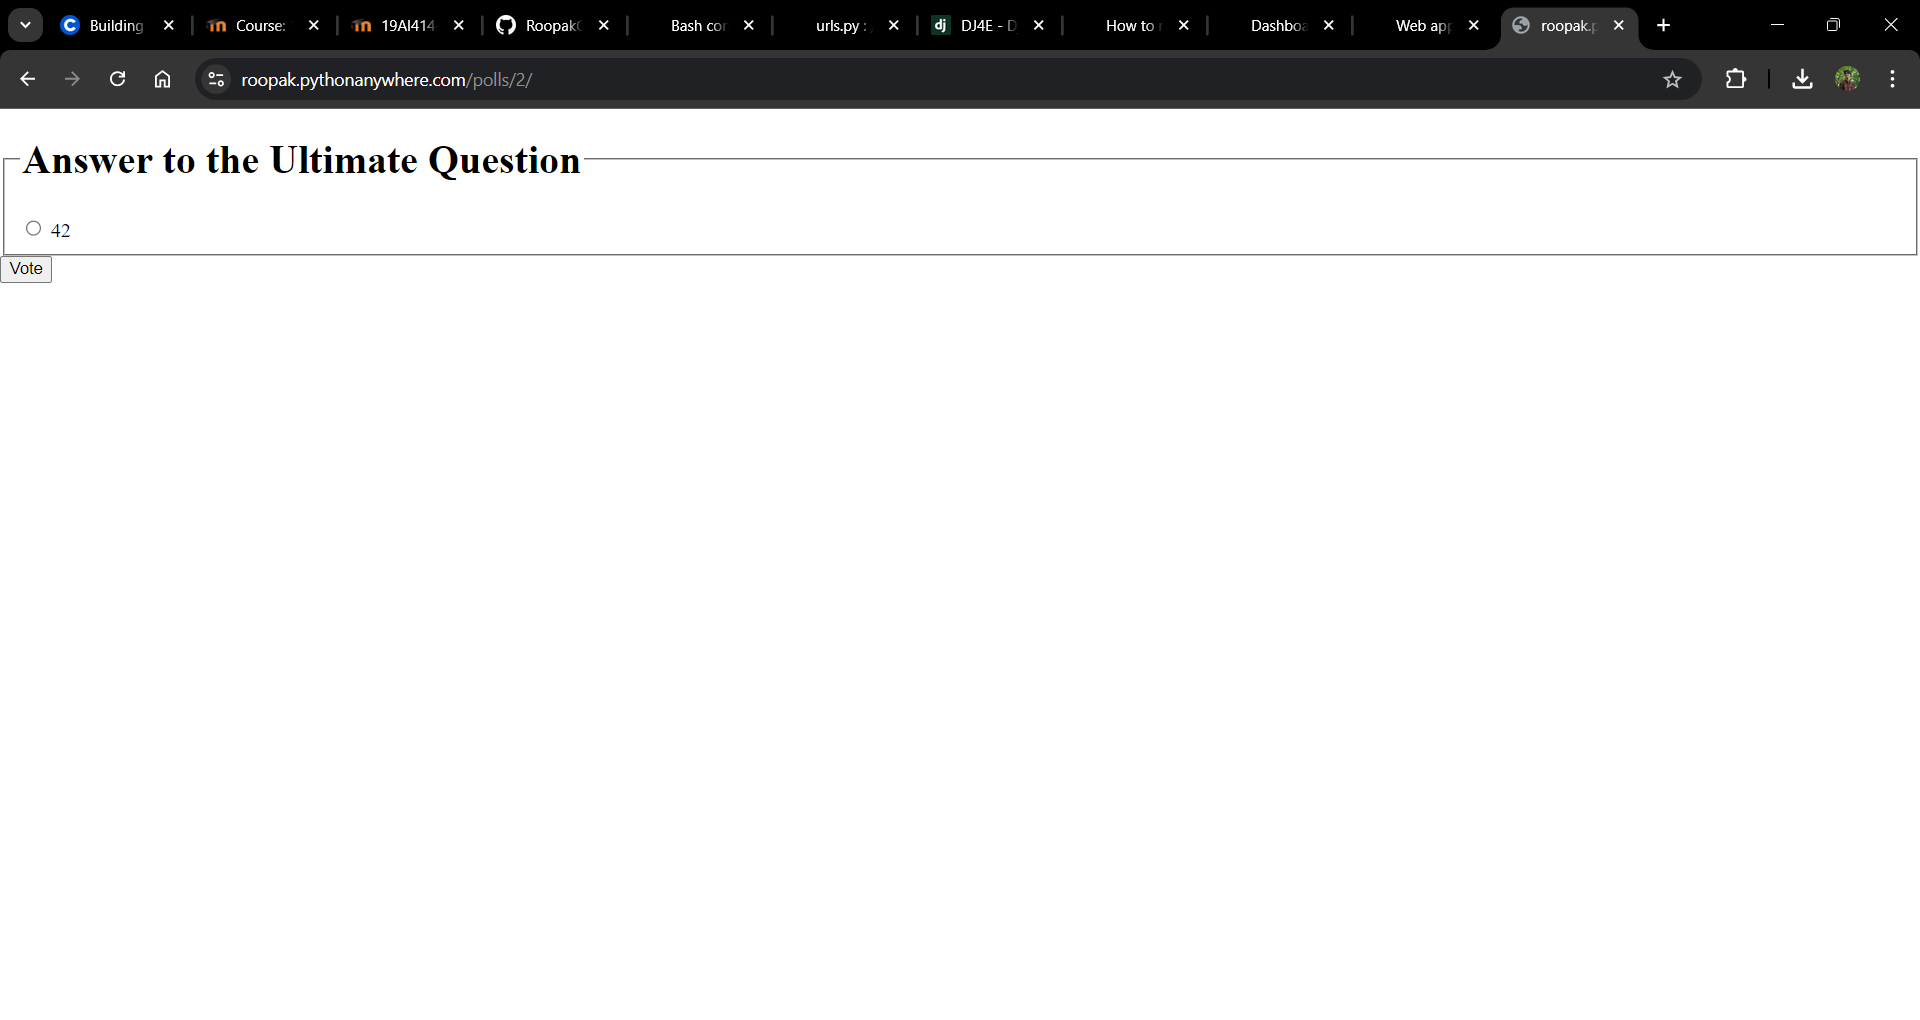 Building
Course:
19AI414
Roopak
Bash cor
urls.py :
DJ4E - D
How to
Dashboa
Web app
roopak.p
roopak.pythonanywhere.com/polls/2/
Answer to the Ultimate Question
42
Vote